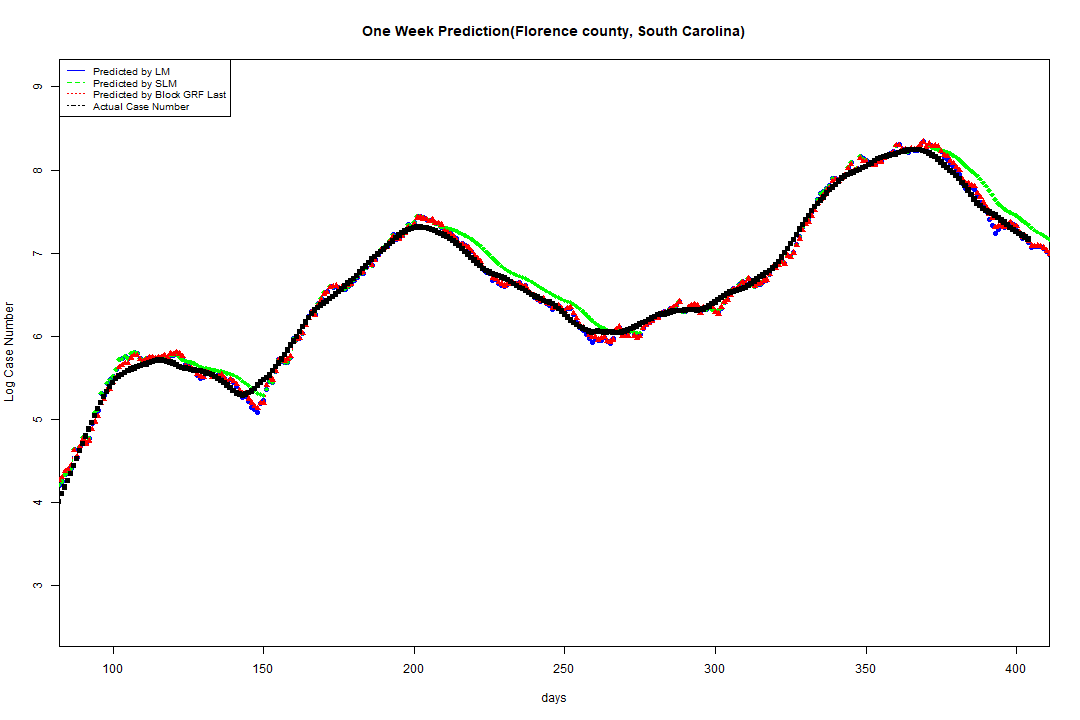 One Week Prediction(Florence county, South Carolina)
Predicted by LM
Predicted by SLM
Predicted by Block GRF Last
Actual Case Number
Log Case Number
9
8
7
6
5
4
3
100 150 200 250 300 350 400
days